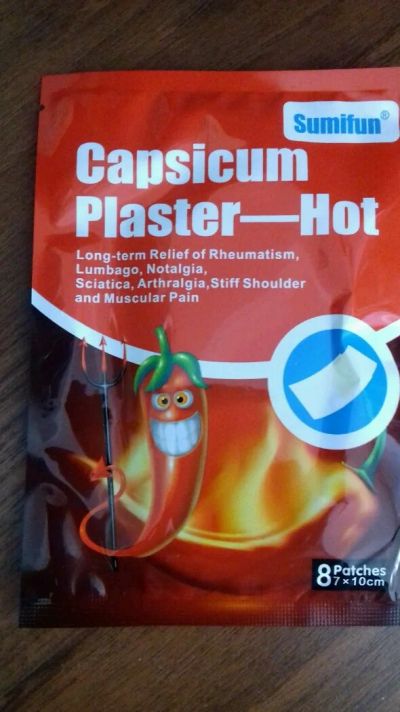 Sumifun®
Capsicum
Plaster—Hot
Long-term Relief of Rheumatism,
Lumbago, Notalgia,
Sciatica, Arthralgia,Stiff Shoulder
and Muscular Pain
8 Patches
7×10cm